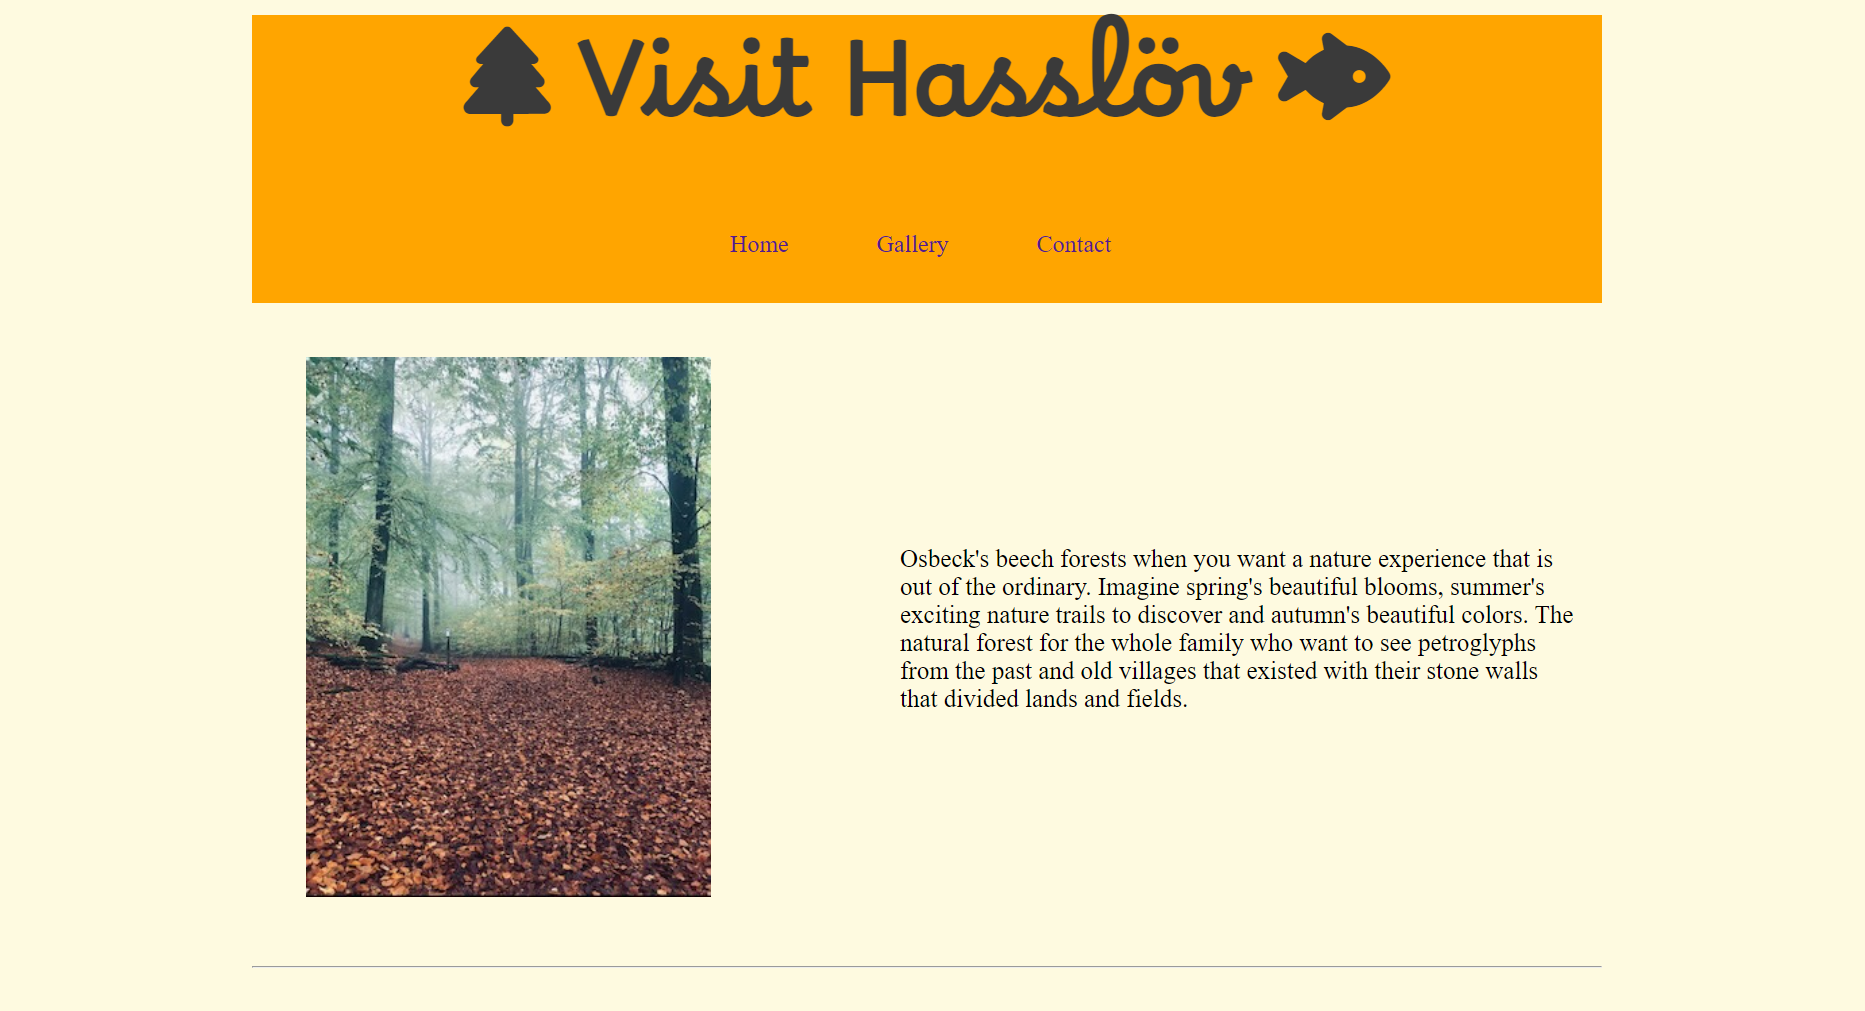 Visit Hasslöv
Home Gallery Contact
Osbeck's beech forests when you want a nature experience that is
out of the ordinary. Imagine spring's beautiful blooms, summer's
exciting nature trails to discover and autumn's beautiful colors. The
natural forest for the whole family who want to see petroglyphs
from the past and old villages that existed with their stone walls
that divided lands and fields.